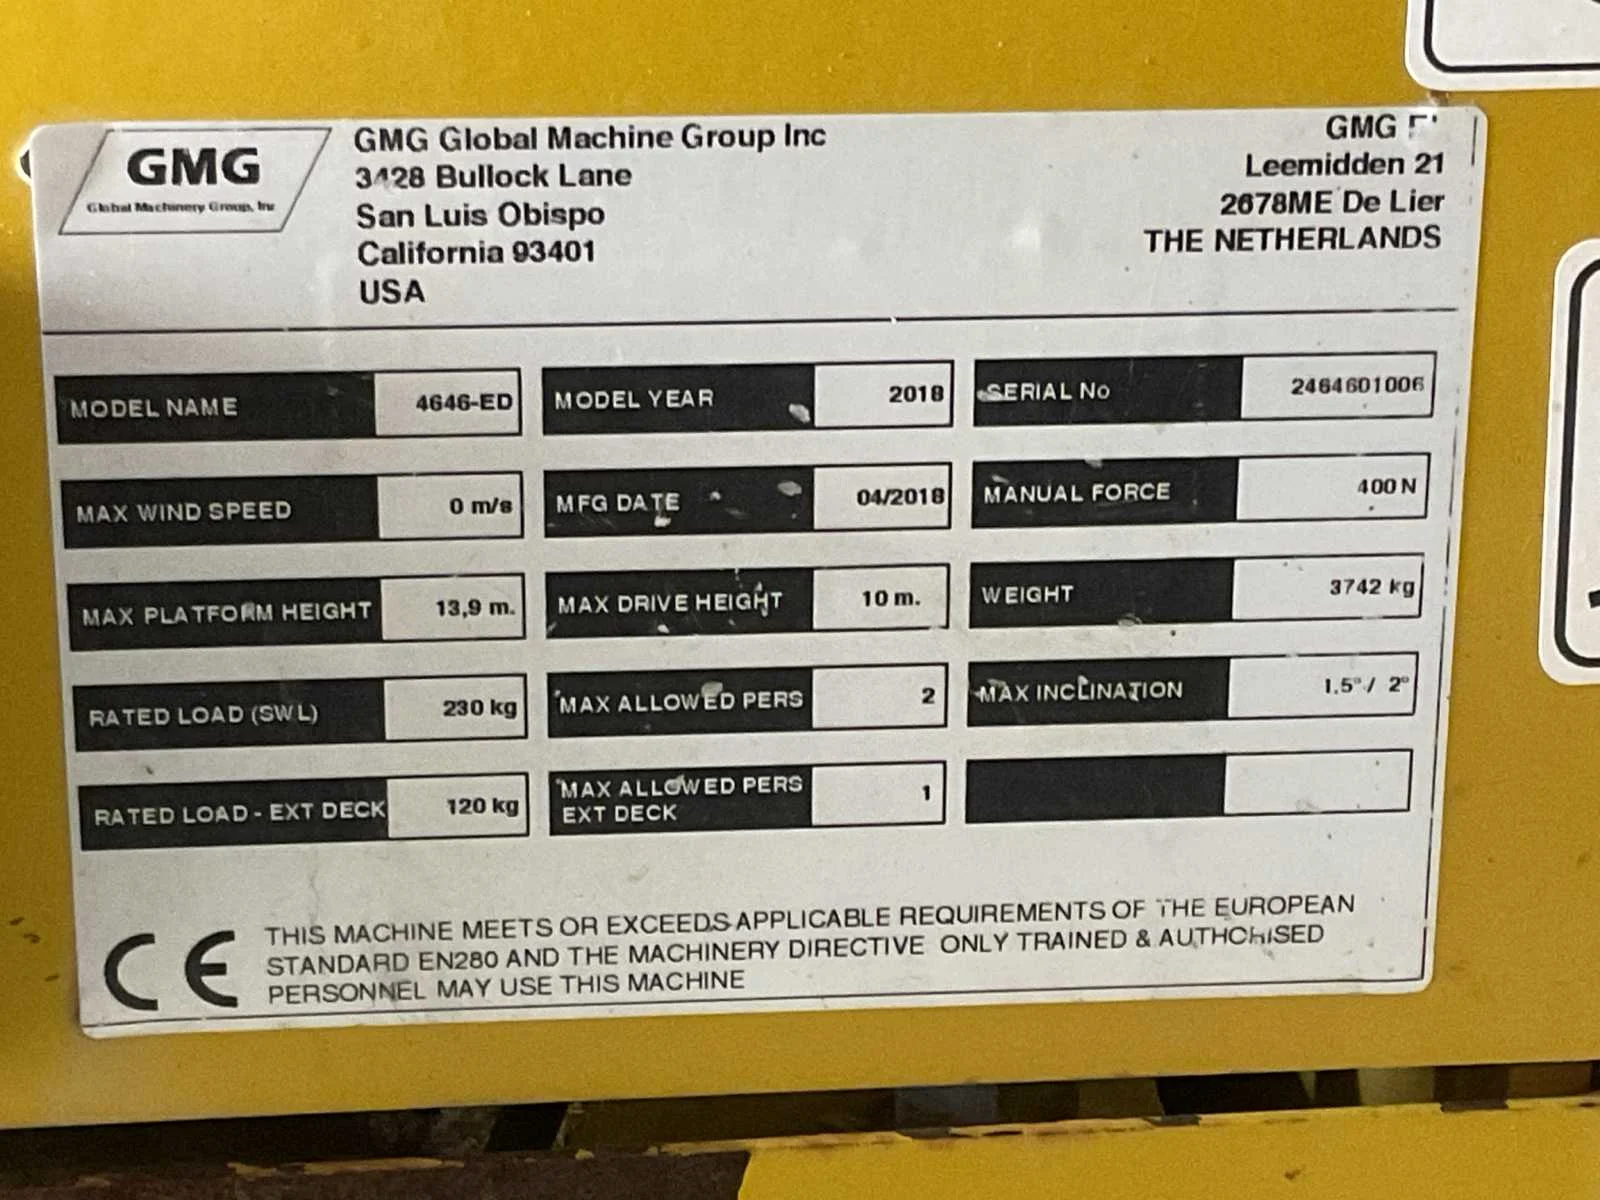 GMG
Global Machinery Group, Inc
GMG Global Machine Group Inc
3428 Bullock Lane
San Luis Obispo
California 93401
USA
GMG
Leemidden 21
2678ME De Lier
THE NETHERLANDS
MODEL NAME 4646-ED MODEL YEAR 2018 SERIAL No 2464601006
MAX WIND SPEED 0 m/s MFG DATE 04/2018 MANUAL FORCE 400 N
MAX PLATFORM HEIGHT 13,9 m. MAX DRIVE HEIGHT 10 m. WEIGHT 3742 kg
RATED LOAD (SWL) 230 kg MAX ALLOWED PERS 2 MAX INCLINATION 1.5° / 2°
RATED LOAD - EXT DECK 120 kg MAX ALLOWED PERS EXT DECK 1
CE
THIS MACHINE MEETS OR EXCEEDS APPLICABLE REQUIREMENTS OF THE EUROPEAN
STANDARD EN280 AND THE MACHINERY DIRECTIVE ONLY TRAINED & AUTHORISED
PERSONNEL MAY USE THIS MACHINE